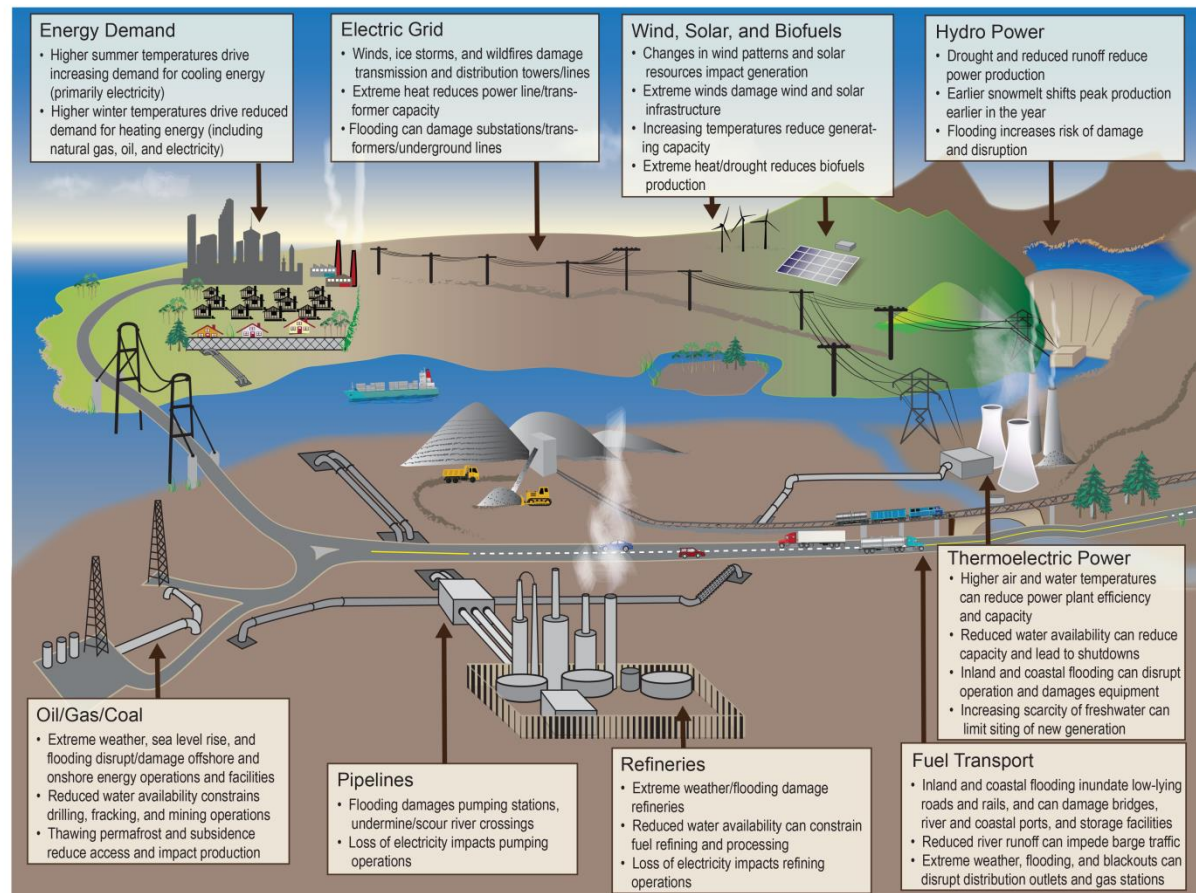 Energy Demand
• Higher summer temperatures drive
increasing demand for cooling energy
(primarily electricity)
• Higher winter temperatures drive reduced
demand for heating energy (including
natural gas, oil, and electricity)
Electric Grid
• Winds, ice storms, and wildfires damage
transmission and distribution towers/lines
• Extreme heat reduces power line/trans-
former capacity
• Flooding can damage substations/trans-
formers/underground lines
Wind, Solar, and Biofuels
• Changes in wind patterns and solar
resources impact generation
• Extreme winds damage wind and solar
infrastructure
• Increasing temperatures reduce generat-
ing capacity
• Extreme heat/drought reduces biofuels
production
Hydro Power
• Drought and reduced runoff reduce
power production
• Earlier snowmelt shifts peak production
earlier in the year
• Flooding increases risk of damage
and disruption
Oil/Gas/Coal
• Extreme weather, sea level rise, and
flooding disrupt/damage offshore and
onshore energy operations and facilities
• Reduced water availability constrains
drilling, fracking, and mining operations
• Thawing permafrost and subsidence
reduce access and impact production
Pipelines
• Flooding damages pumping stations,
undermine/scour river crossings
• Loss of electricity impacts pumping
operations
Refineries
• Extreme weather/flooding damage
refineries
• Reduced water availability can constrain
fuel refining and processing
• Loss of electricity impacts refining
operations
Thermoelectric Power
• Higher air and water temperatures
can reduce power plant efficiency
and capacity
• Reduced water availability can reduce
capacity and lead to shutdowns
• Inland and coastal flooding can disrupt
operation and damages equipment
• Increasing scarcity of freshwater can
limit siting of new generation
Fuel Transport
• Inland and coastal flooding inundate low-lying
roads and rails, and can damage bridges,
river and coastal ports, and storage facilities
• Reduced river runoff can impede barge traffic
• Extreme weather, flooding, and blackouts can
disrupt distribution outlets and gas stations